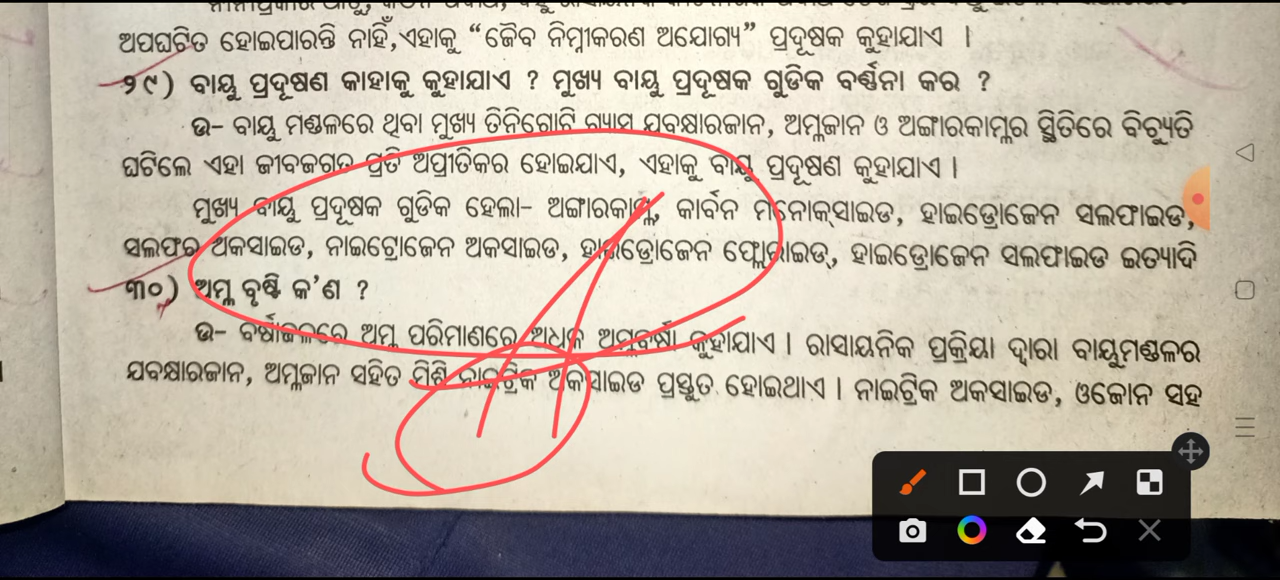 ଅପଘଟିତ ହୋଇପାରନ୍ତି ନାହିଁ,ଏହାକୁ “ଜୈବ ନିମ୍ନୀକରଣ ଅଯୋଗ୍ୟ” ପ୍ରଦୂଷକ କୁହାଯାଏ ।
୨୯) ବାୟୁ ପ୍ରଦୂଷଣ କାହାକୁ କୁହାଯାଏ ? ମୁଖ୍ୟ ବାୟୁ ପ୍ରଦୂଷକ ଗୁଡିକ ବର୍ଣ୍ଣନା କର ?
ଉ– ବାୟୁ ମଣ୍ଡଳରେ ଥିବା ମୁଖ୍ୟ ତିନିଗୋଟି ଗ୍ୟାସ ଯବକ୍ଷାରଜାନ, ଅମ୍ଳଜାନ ଓ ଅଙ୍ଗାରକାମ୍ଳର ସ୍ଥିତିରେ ବିଚ୍ୟୁତି
ଘଟିଲେ ଏହା ଜୀବଜଗତ ପ୍ରତି ଅପ୍ରୀତିକର ହୋଇଯାଏ, ଏହାକୁ ବାୟୁ ପ୍ରଦୂଷଣ କୁହାଯାଏ ।
ମୁଖ୍ୟ ବାୟୁ ପ୍ରଦୂଷକ ଗୁଡିକ ହେଲା– ଅଙ୍ଗାରକାମ୍ଳ, କାର୍ବନ ମନୋକ୍ସାଇଡ, ହାଇଡ୍ରୋଜେନ ସଲଫାଇଡ,
ସଲଫର ଅକସାଇଡ, ନାଇଟ୍ରୋଜେନ ଅକସାଇଡ, ହାଇଡ୍ରୋଜେନ ଫ୍ଲୋରାଇଡ୍, ହାଇଡ୍ରୋଜେନ ସଲଫାଇଡ ଇତ୍ୟାଦି
୩୦) ଅମ୍ଳ ବୃଷ୍ଟି କ’ଣ ?
ଉ– ବର୍ଷାଜଳରେ ଅମ୍ଳ ପରିମାଣରେ ଅଧିକ ଅମ୍ଳବର୍ଷା କୁହାଯାଏ । ରାସାୟନିକ ପ୍ରକ୍ରିୟା ଦ୍ୱାରା ବାୟୁମଣ୍ଡଳର
ଯବକ୍ଷାରଜାନ, ଅମ୍ଳଜାନ ସହିତ ମିଶି ନାଇଟ୍ରିକ ଅକସାଇଡ ପ୍ରସ୍ତୁତ ହୋଇଥାଏ । ନାଇଟ୍ରିକ ଅକସାଇଡ, ଓଜୋନ ସହ